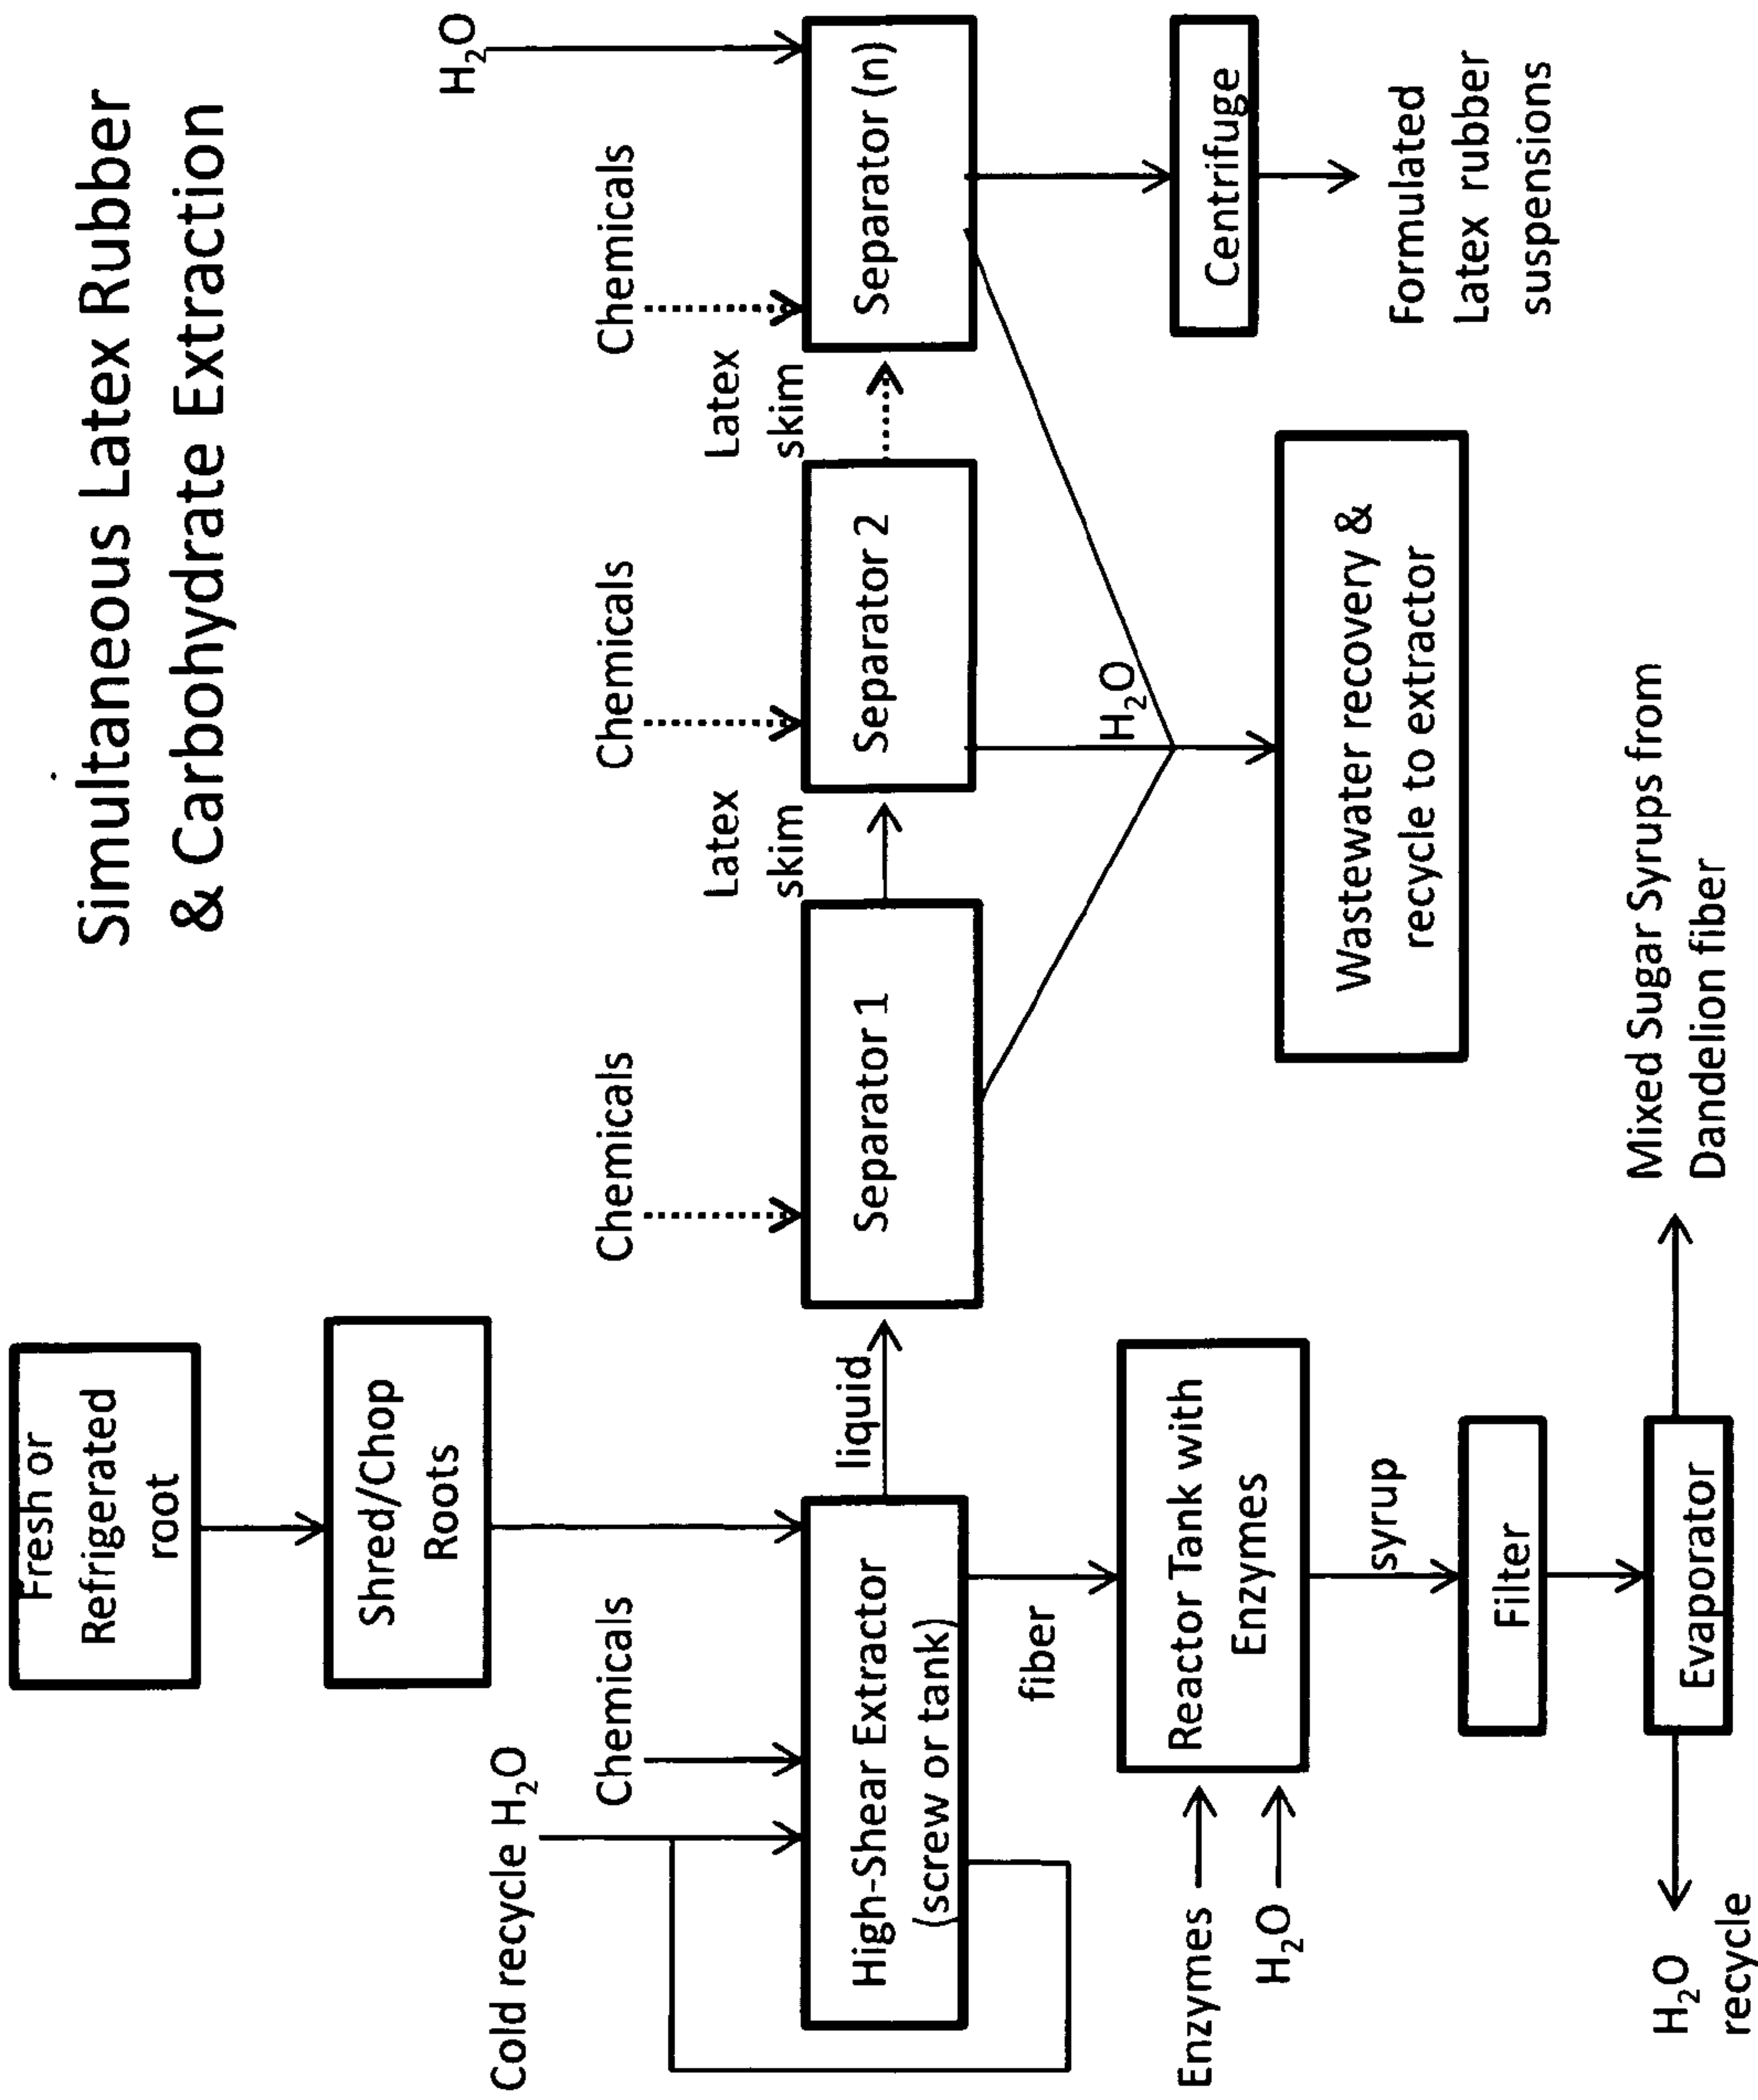 Simultaneous Latex Rubber
& Carbohydrate Extraction
Fresh or
Refrigerated
root
Shred/Chop
Roots
Cold recycle H₂O
Chemicals
High-Shear Extractor
(screw or tank)
liquid
Chemicals
Separator 1
Latex
skim
Chemicals
Separator 2
Latex
skim
Chemicals
H₂O
Separator (n)
Centrifuge
Formulated
Latex rubber
suspensions
H₂O
Wastewater recovery &
recycle to extractor
fiber
Enzymes
H₂O
Reactor Tank with
Enzymes
syrup
Filter
Evaporator
H₂O
recycle
Mixed Sugar Syrups from
Dandelion fiber